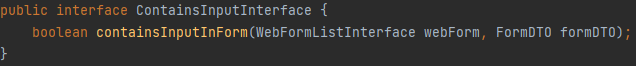 public interface ContainsInputInterface {
    boolean containsInputInForm(WebFormListInterface webForm, FormDTO formDTO);
}